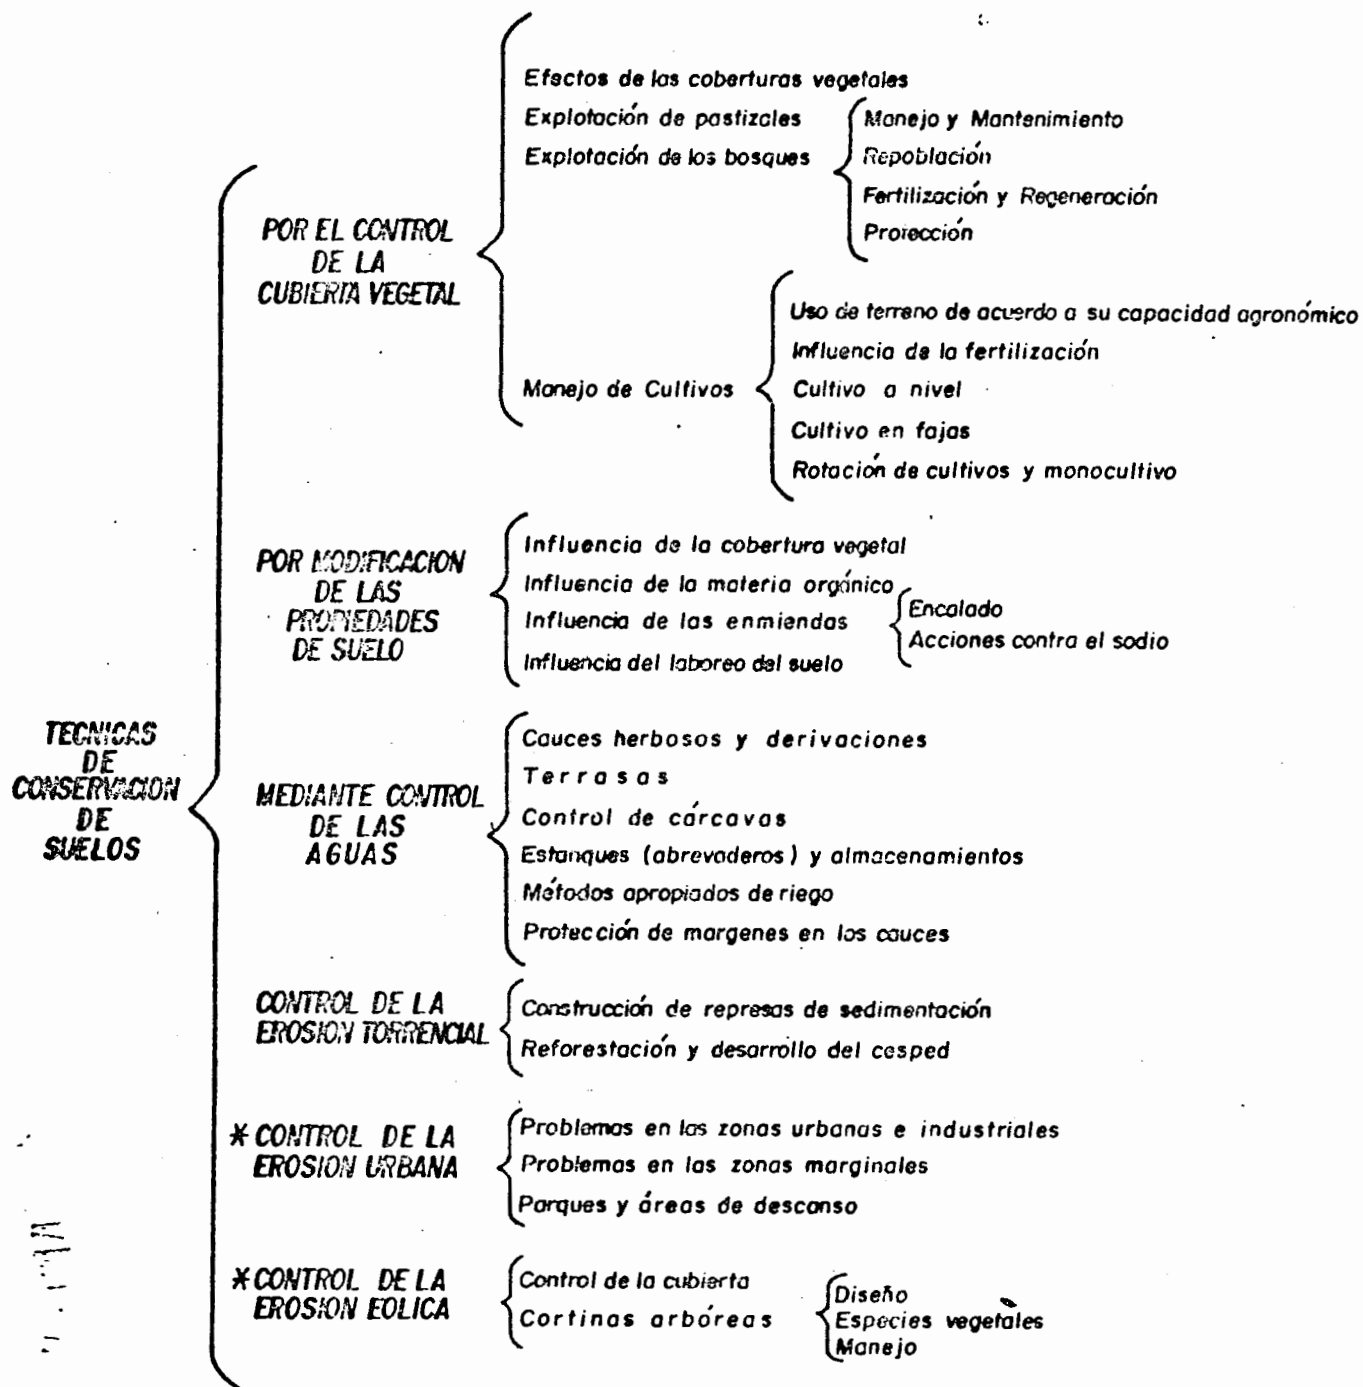 Efectos de las coberturas vegetales
Explotación de pastizales
Explotación de los bosques
Manejo y Mantenimiento
Repoblación
Fertilización y Regeneración
Protección
POR EL CONTROL
DE LA
CUBIERTA VEGETAL
Manejo de Cultivos
Uso de terreno de acuerdo a su capacidad agronómico
Influencia de la fertilización
Cultivo a nivel
Cultivo en fajas
Rotación de cultivos y monocultivo
POR MODIFICACION
DE LAS
PROPIEDADES
DE SUELO
Influencia de la cobertura vegetal
Influencia de la materia orgánico
Influencia de las enmiendas
Influencia del laboreo del suelo
Encalado
Acciones contra el sodio
TECNICAS
DE
CONSERVACION
DE
SUELOS
MEDIANTE CONTROL
DE LAS
AGUAS
Cauces herbosos y derivaciones
Terrasas
Control de cárcavas
Estanques (abrevaderos) y almacenamientos
Métodos apropiados de riego
Protección de margenes en los cauces
CONTROL DE LA
EROSION TORRENCIAL
Construcción de represas de sedimentación
Reforestación y desarrollo del cesped
* CONTROL DE LA
EROSION URBANA
Problemas en las zonas urbanas e industriales
Problemas en las zonas marginales
Parques y áreas de descanso
* CONTROL DE LA
EROSION EOLICA
Control de la cubierta
Cortinas arbóreas
Diseño
Especies vegetales
Manejo